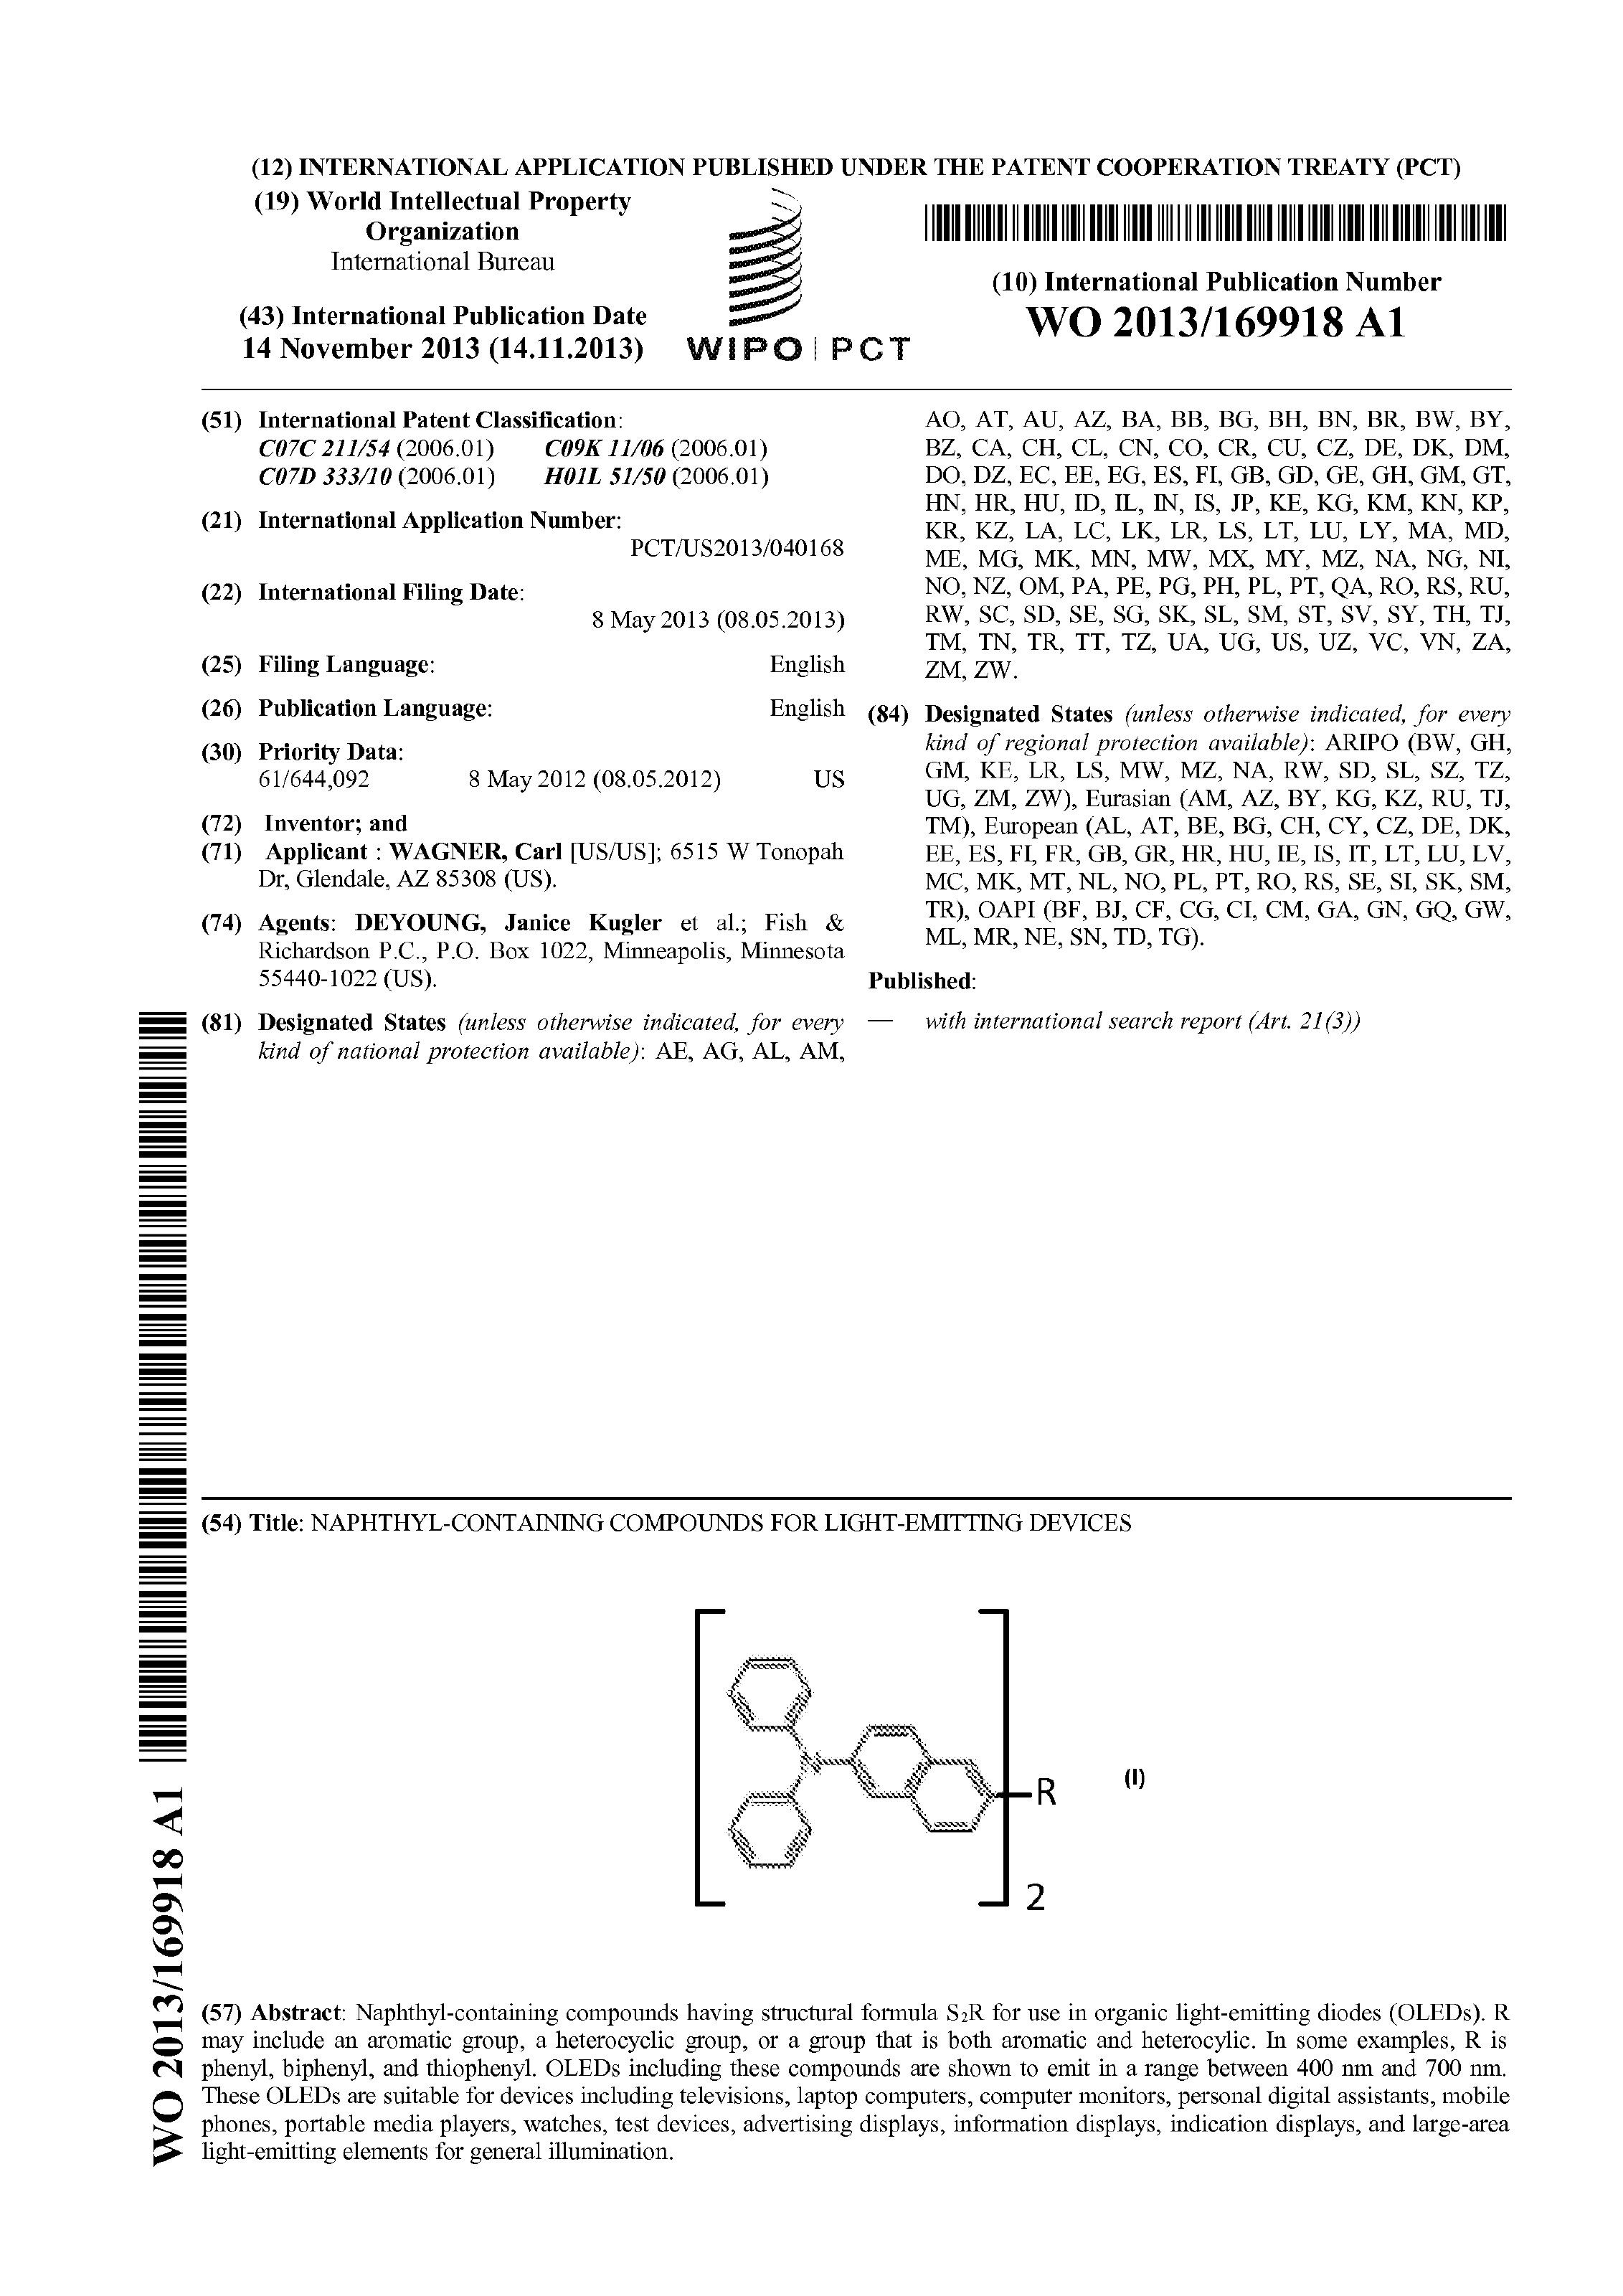 (12) INTERNATIONAL APPLICATION PUBLISHED UNDER THE PATENT COOPERATION TREATY (PCT)
(19) World Intellectual Property
Organization
International Bureau
(43) International Publication Date
14 November 2013 (14.11.2013)
WIPO | PCT
(10) International Publication Number
WO 2013/169918 A1
(51) International Patent Classification:
C07C 211/54 (2006.01) C09K 11/06 (2006.01)
C07D 333/10 (2006.01) H01L 51/50 (2006.01)
(21) International Application Number:
PCT/US2013/040168
(22) International Filing Date:
8 May 2013 (08.05.2013)
(25) Filing Language: English
(26) Publication Language: English
(30) Priority Data:
61/644,092 8 May 2012 (08.05.2012) US
(72) Inventor; and
(71) Applicant : WAGNER, Carl [US/US]; 6515 W Tonopah
Dr, Glendale, AZ 85308 (US).
(74) Agents: DEYOUNG, Janice Kugler et al.; Fish &
Richardson P.C., P.O. Box 1022, Minneapolis, Minnesota
55440-1022 (US).
(81) Designated States (unless otherwise indicated, for every
kind of national protection available): AE, AG, AL, AM,
AO, AT, AU, AZ, BA, BB, BG, BH, BN, BR, BW, BY,
BZ, CA, CH, CL, CN, CO, CR, CU, CZ, DE, DK, DM,
DO, DZ, EC, EE, EG, ES, FI, GB, GD, GE, GH, GM, GT,
HN, HR, HU, ID, IL, IN, IS, JP, KE, KG, KM, KN, KP,
KR, KZ, LA, LC, LK, LR, LS, LT, LU, LY, MA, MD,
ME, MG, MK, MN, MW, MX, MY, MZ, NA, NG, NI,
NO, NZ, OM, PA, PE, PG, PH, PL, PT, QA, RO, RS, RU,
RW, SC, SD, SE, SG, SK, SL, SM, ST, SV, SY, TH, TJ,
TM, TN, TR, TT, TZ, UA, UG, US, UZ, VC, VN, ZA,
ZM, ZW.
(84) Designated States (unless otherwise indicated, for every
kind of regional protection available): ARIPO (BW, GH,
GM, KE, LR, LS, MW, MZ, NA, RW, SD, SL, SZ, TZ,
UG, ZM, ZW), Eurasian (AM, AZ, BY, KG, KZ, RU, TJ,
TM), European (AL, AT, BE, BG, CH, CY, CZ, DE, DK,
EE, ES, FI, FR, GB, GR, HR, HU, IE, IS, IT, LT, LU, LV,
MC, MK, MT, NL, NO, PL, PT, RO, RS, SE, SI, SK, SM,
TR), OAPI (BF, BJ, CF, CG, CI, CM, GA, GN, GQ, GW,
ML, MR, NE, SN, TD, TG).
Published:
— with international search report (Art. 21(3))
(54) Title: NAPHTHYL-CONTAINING COMPOUNDS FOR LIGHT-EMITTING DEVICES
N
R
(I)
2
(57) Abstract: Naphthyl-containing compounds having structural formula S2R for use in organic light-emitting diodes (OLEDs). R
may include an aromatic group, a heterocyclic group, or a group that is both aromatic and heterocylic. In some examples, R is
phenyl, biphenyl, and thiophenyl. OLEDs including these compounds are shown to emit in a range between 400 nm and 700 nm.
These OLEDs are suitable for devices including televisions, laptop computers, computer monitors, personal digital assistants, mobile
phones, portable media players, watches, test devices, advertising displays, information displays, indication displays, and large-area
light-emitting elements for general illumination.
WO 2013/169918 A1